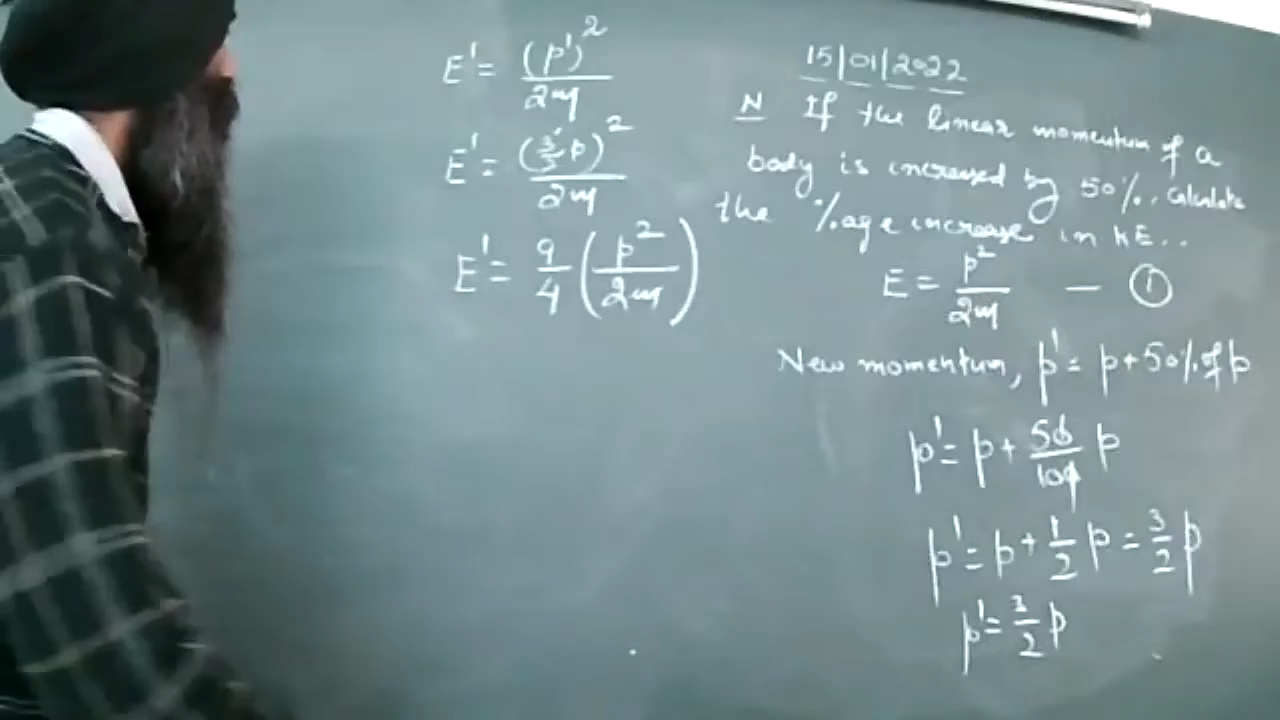 15|01|2022
N If the linear momentum of a
body is increased by 50%. Calculate
the %age increase in KE..
E = p²/2m — ①
New momentum, p' = p + 50% of p
p' = p + 50/100 p
p' = p + 1/2 p = 3/2 p
p' = 3/2 p
E' = (p')²/2m
E' = (3/2 p)²/2m
E' = 9/4 (p²/2m)